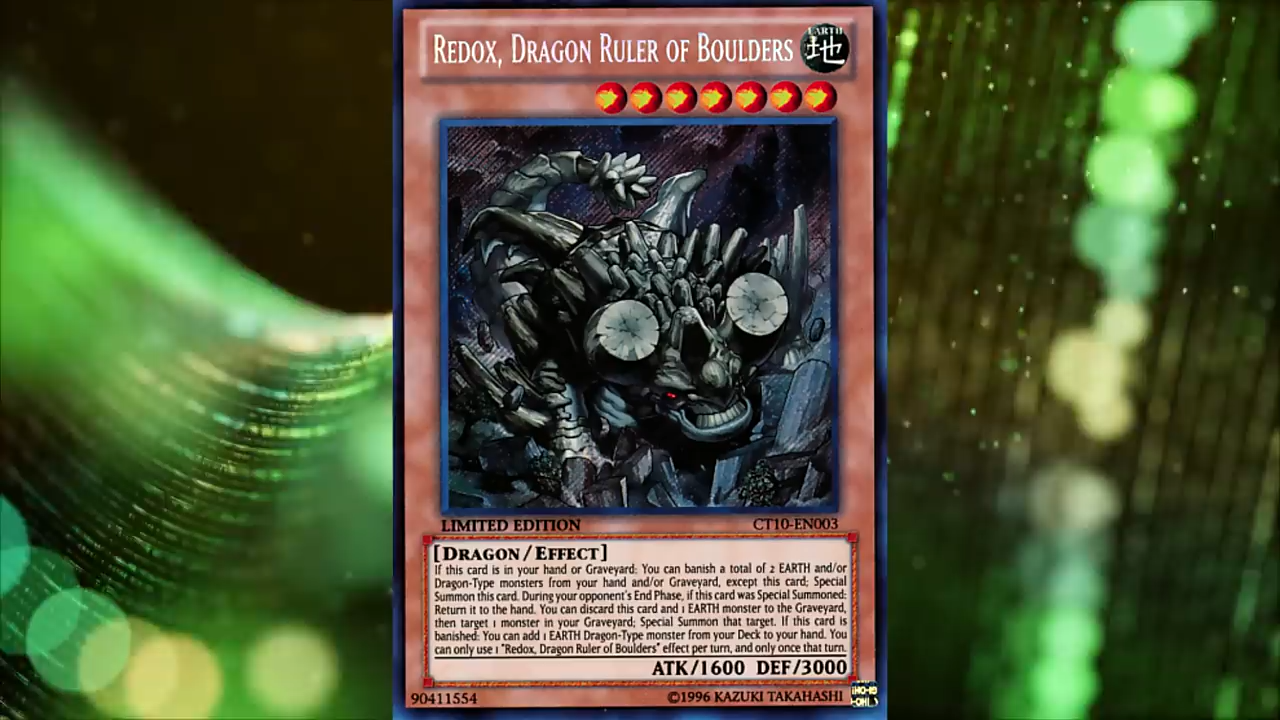 REDOX, DRAGON RULER OF BOULDERS
EARTH
地
LIMITED EDITION
CT10-EN003
[DRAGON/EFFECT]
If this card is in your hand or Graveyard: You can banish a total of 2 EARTH and/or
Dragon-Type monsters from your hand and/or Graveyard, except this card; Special
Summon this card. During your opponent's End Phase, if this card was Special Summoned:
Return it to the hand. You can discard this card and 1 EARTH monster to the Graveyard,
then target 1 monster in your Graveyard; Special Summon that target. If this card is
banished: You can add 1 EARTH Dragon-Type monster from your Deck to your hand. You
can only use 1 "Redox, Dragon Ruler of Boulders" effect per turn, and only once that turn.
ATK/1600 DEF/3000
90411554
©1996 KAZUKI TAKAHASHI